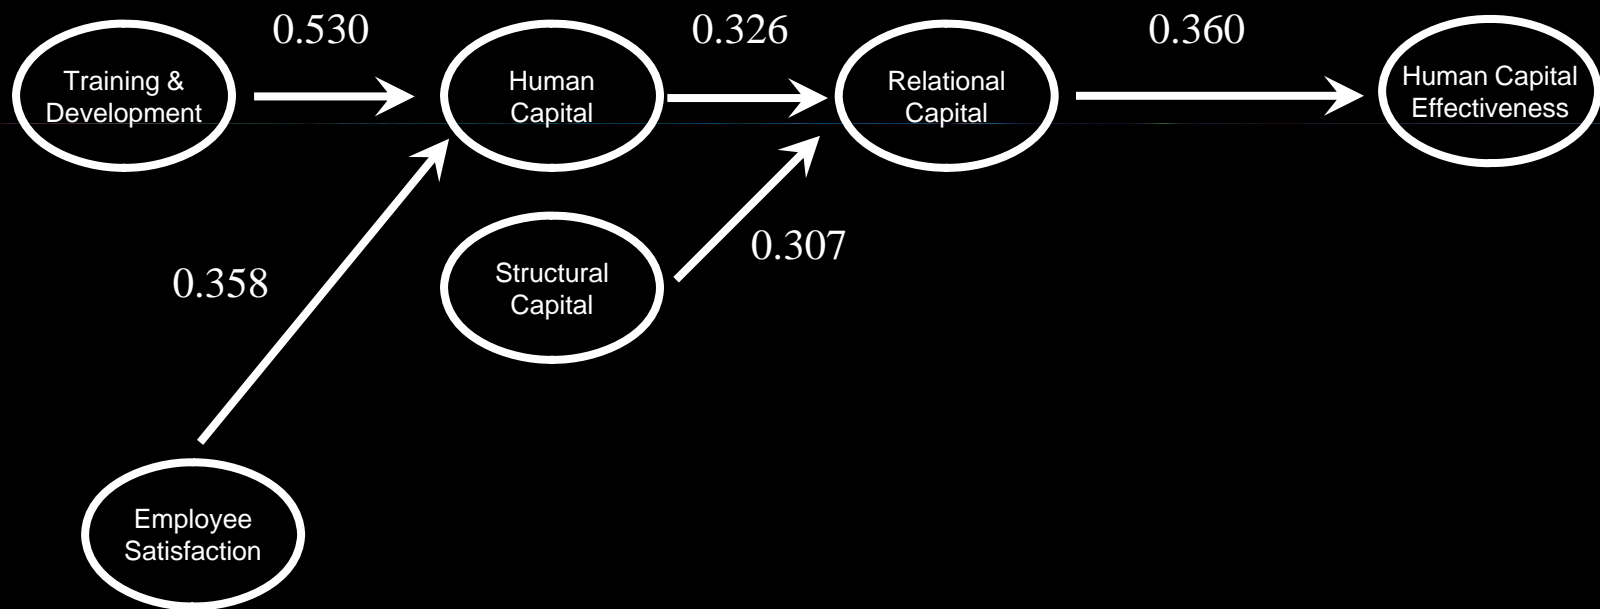 0.530
0.326
0.360
Training &
Development
Human
Capital
Relational
Capital
Human Capital
Effectiveness
0.358
Structural
Capital
0.307
Employee
Satisfaction